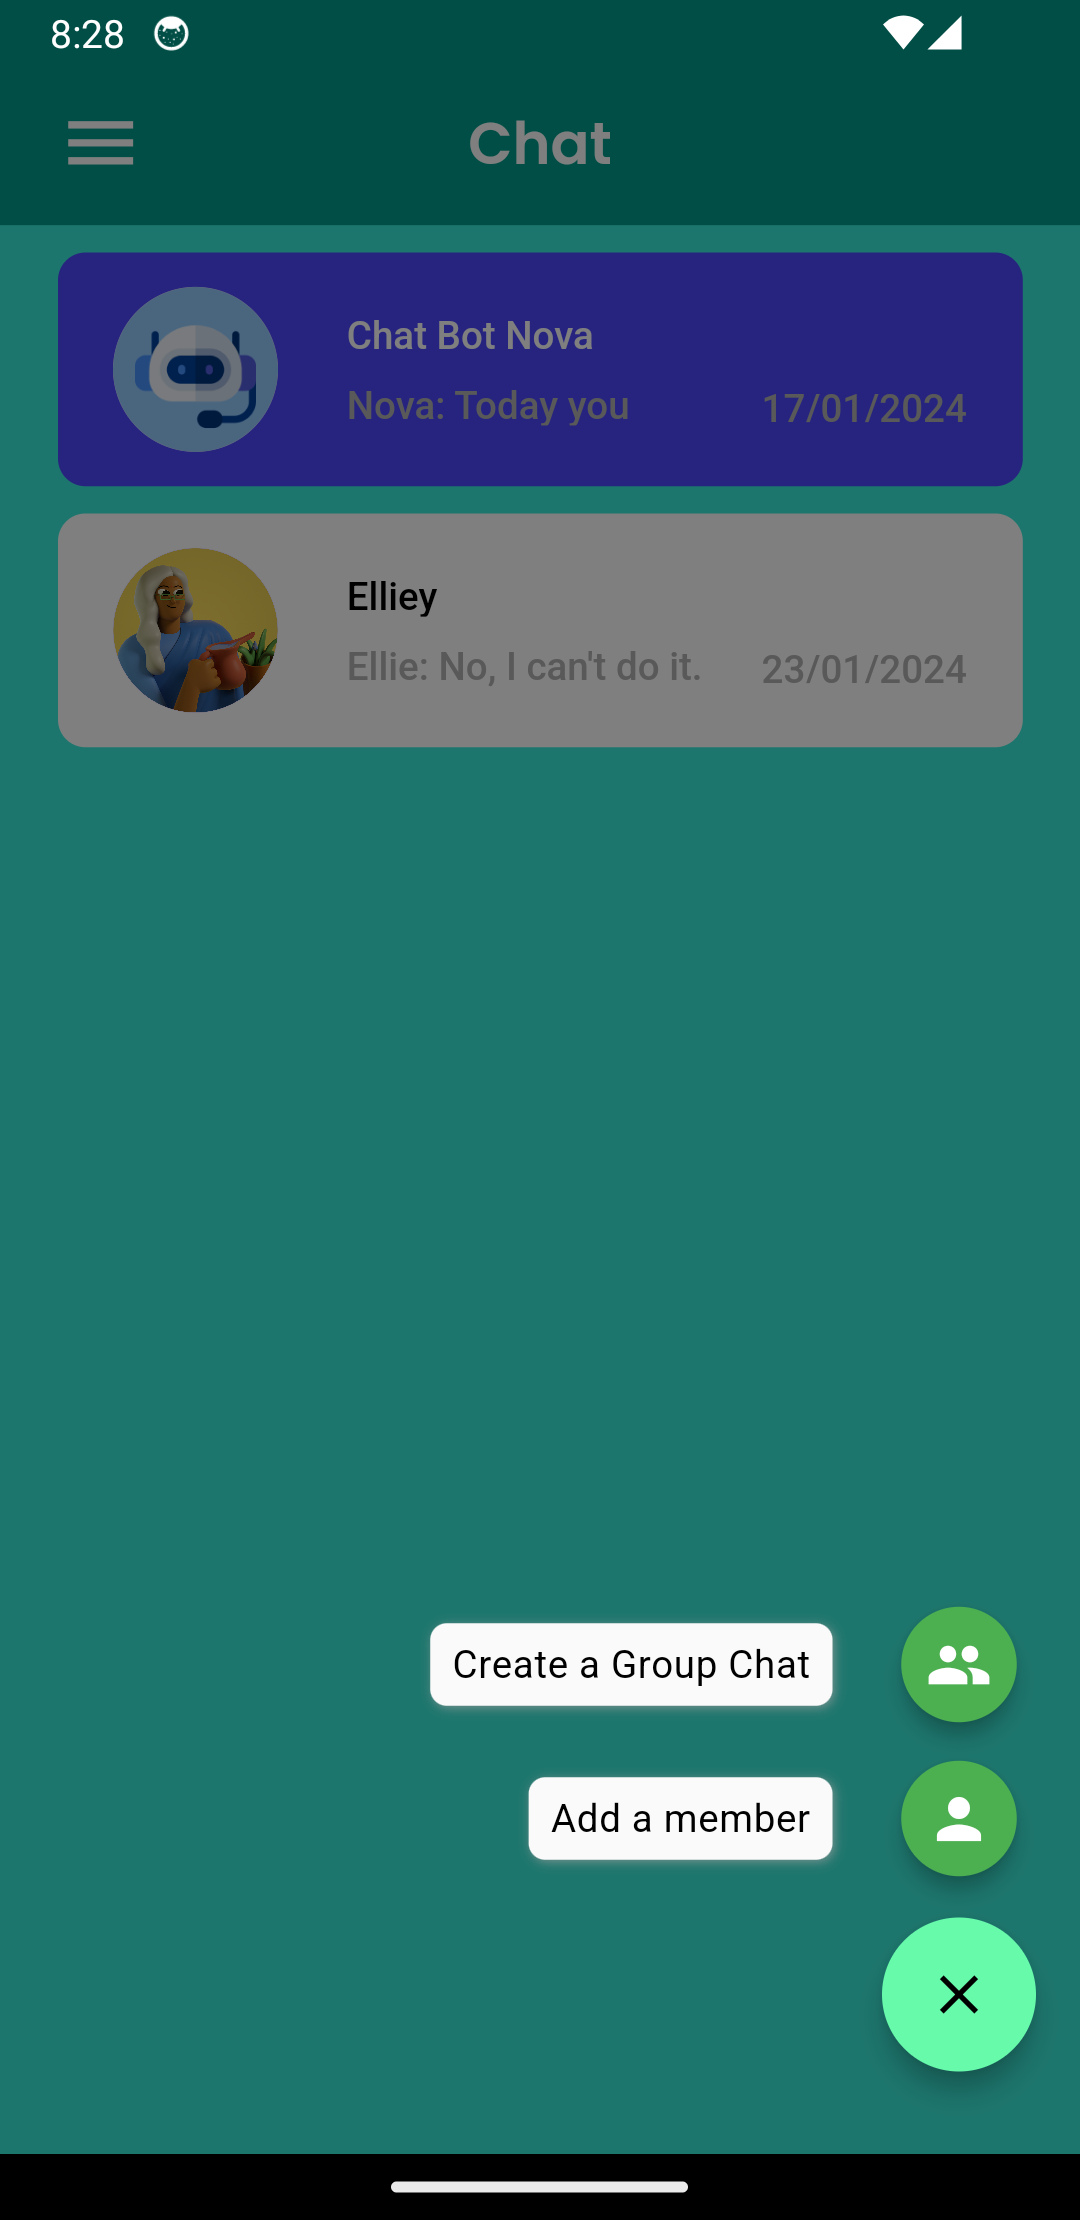 8:28
Chat
Chat Bot Nova
Nova: Today you
17/01/2024
Elliey
Ellie: No, I can't do it.
23/01/2024
Create a Group Chat
Add a member